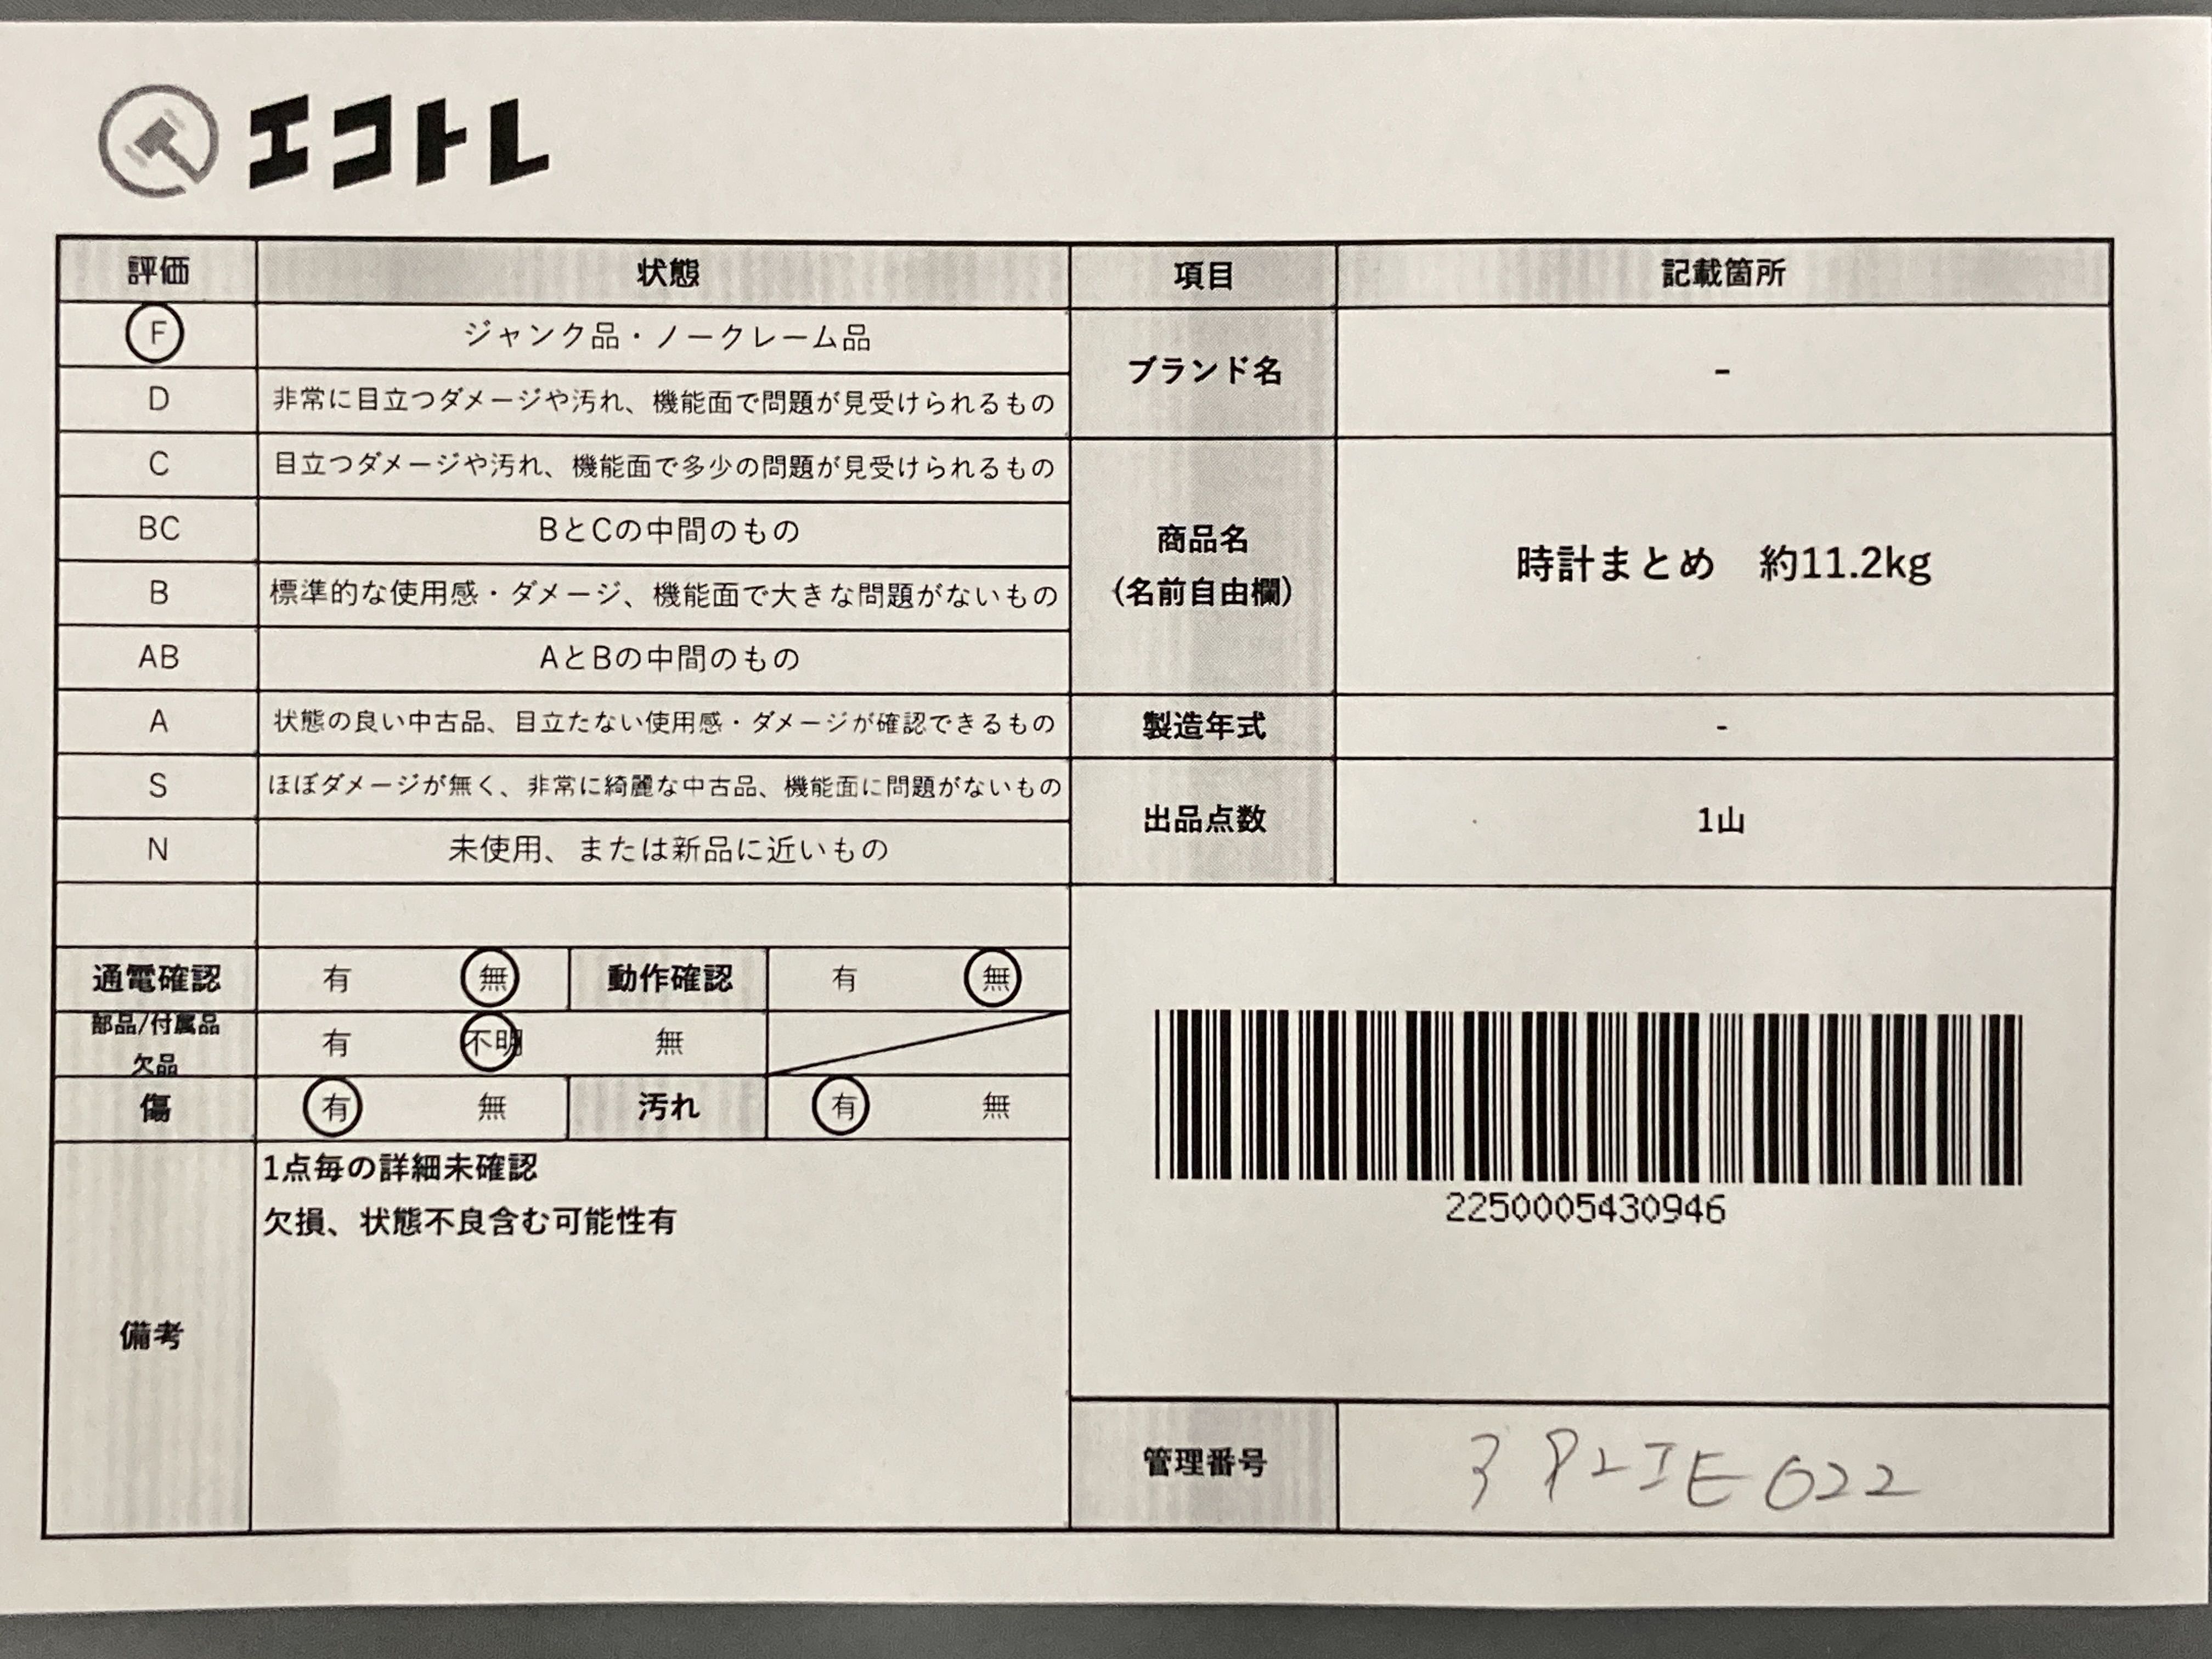 エコトレ
評価 状態 項目 記載箇所
F ジャンク品・ノークレーム品
D 非常に目立つダメージや汚れ、機能面で問題が見受けられるもの
ブランド名 -
C 目立つダメージや汚れ、機能面で多少の問題が見受けられるもの
BC BとCの中間のもの
B 標準的な使用感・ダメージ、機能面で大きな問題がないもの
AB AとBの中間のもの
商品名
(名前自由欄)
時計まとめ 約11.2kg
A 状態の良い中古品、目立たない使用感・ダメージが確認できるもの
製造年式 -
S ほぼダメージが無く、非常に綺麗な中古品、機能面に問題がないもの
N 未使用、または新品に近いもの
出品点数 1山
通電確認 有 無 動作確認 有 無
部品/付属品
欠品
有 不明 無
傷 有 無 汚れ 有 無
備考
1点毎の詳細未確認
欠損、状態不良含む可能性有
2250005430946
管理番号 022